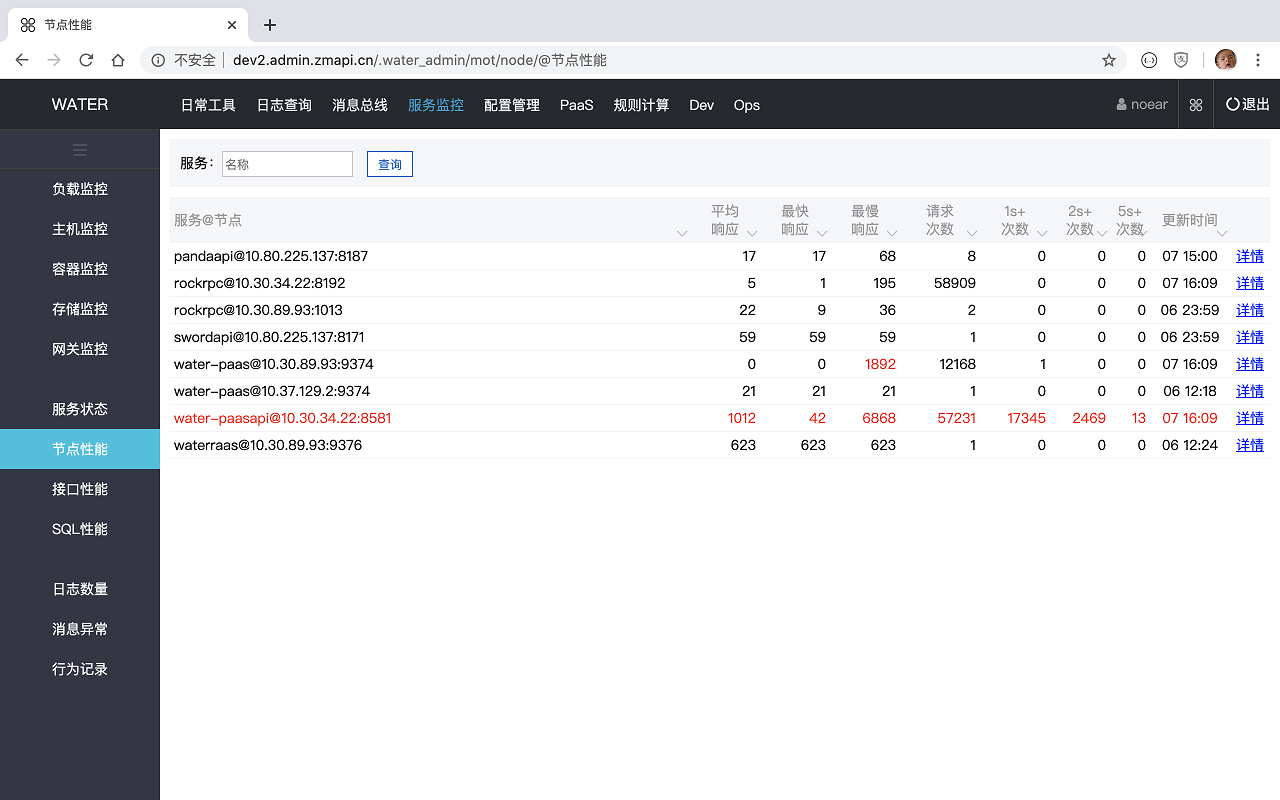 节点性能
不安全 dev2.admin.zmapi.cn/.water_admin/mot/node/@节点性能
WATER 日常工具 日志查询 消息总线 服务监控 配置管理 PaaS 规则计算 Dev Ops noear 退出
负载监控
主机监控
容器监控
存储监控
网关监控
服务状态
节点性能
接口性能
SQL性能
日志数量
消息异常
行为记录
服务： 名称 查询
服务@节点 平均响应 最快响应 最慢响应 请求次数 1s+次数 2s+次数 5s+次数 更新时间
pandaapi@10.80.225.137:8187 17 17 68 8 0 0 0 07 15:00 详情
rockrpc@10.30.34.22:8192 5 1 195 58909 0 0 0 07 16:09 详情
rockrpc@10.30.89.93:1013 22 9 36 2 0 0 0 06 23:59 详情
swordapi@10.80.225.137:8171 59 59 59 1 0 0 0 06 23:59 详情
water-paas@10.30.89.93:9374 0 0 1892 12168 1 0 0 07 16:09 详情
water-paas@10.37.129.2:9374 21 21 21 1 0 0 0 06 12:18 详情
water-paasapi@10.30.34.22:8581 1012 42 6868 57231 17345 2469 13 07 16:09 详情
waterraas@10.30.89.93:9376 623 623 623 1 0 0 0 06 12:24 详情